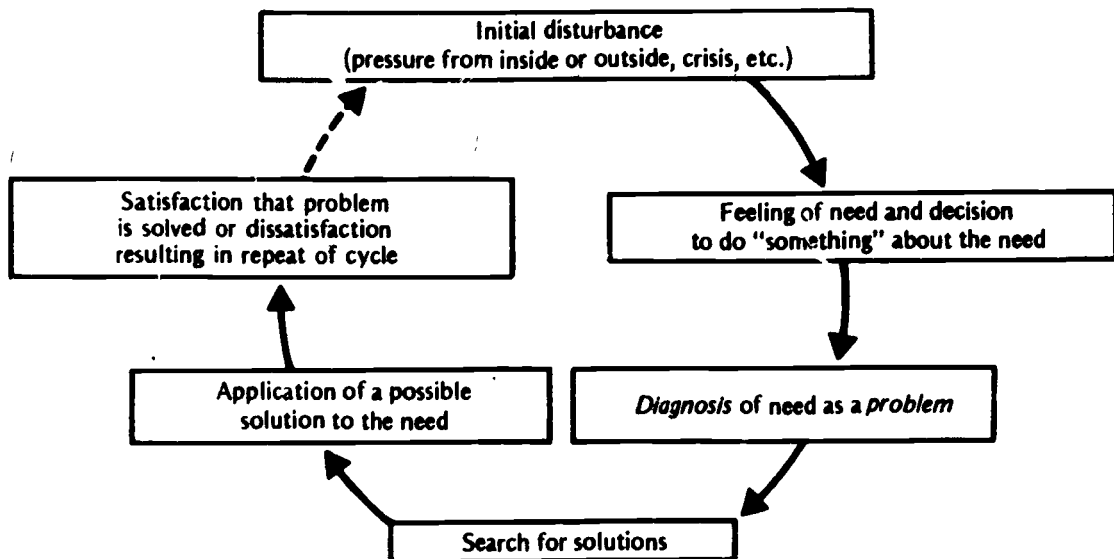 Initial disturbance
(pressure from inside or outside, crisis, etc.)
Feeling of need and decision
to do "something" about the need
Diagnosis of need as a problem
Search for solutions
Application of a possible
solution to the need
Satisfaction that problem
is solved or dissatisfaction
resulting in repeat of cycle